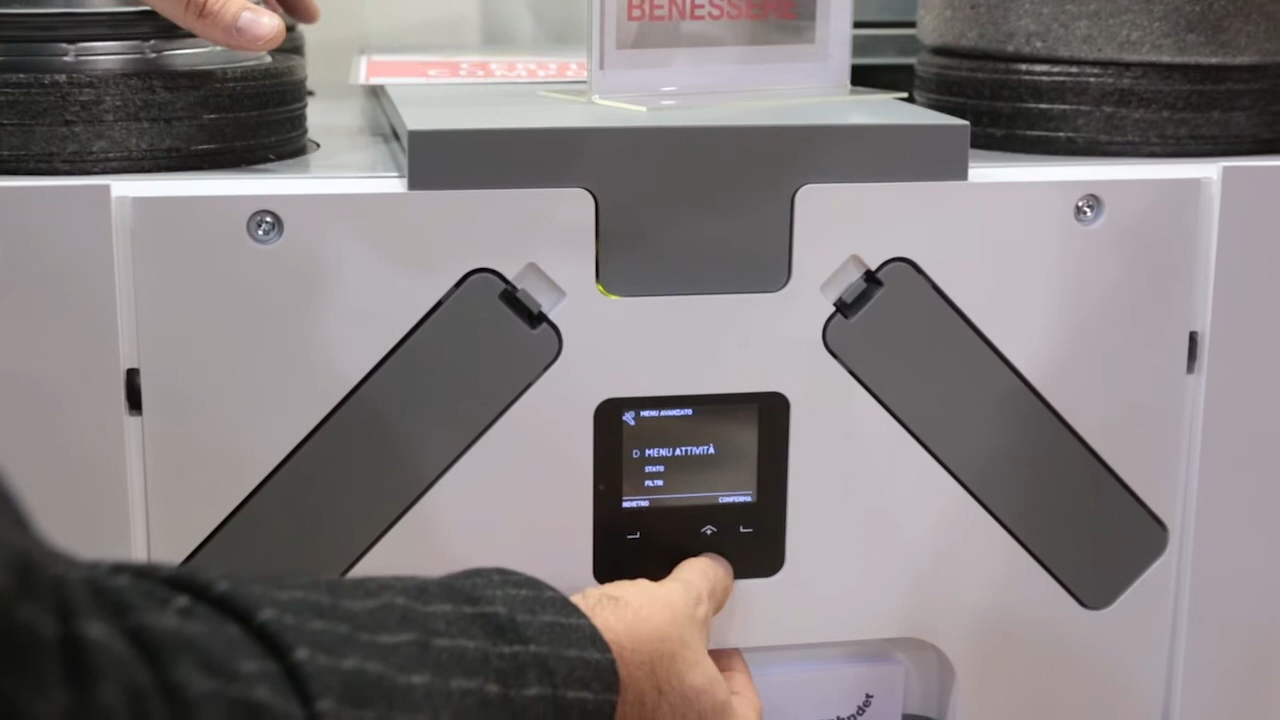 BENESSERE
MENU AVANZATO
MENU ATTIVITÀ
STATO
FILTRI
INDIETRO
CONFERMA